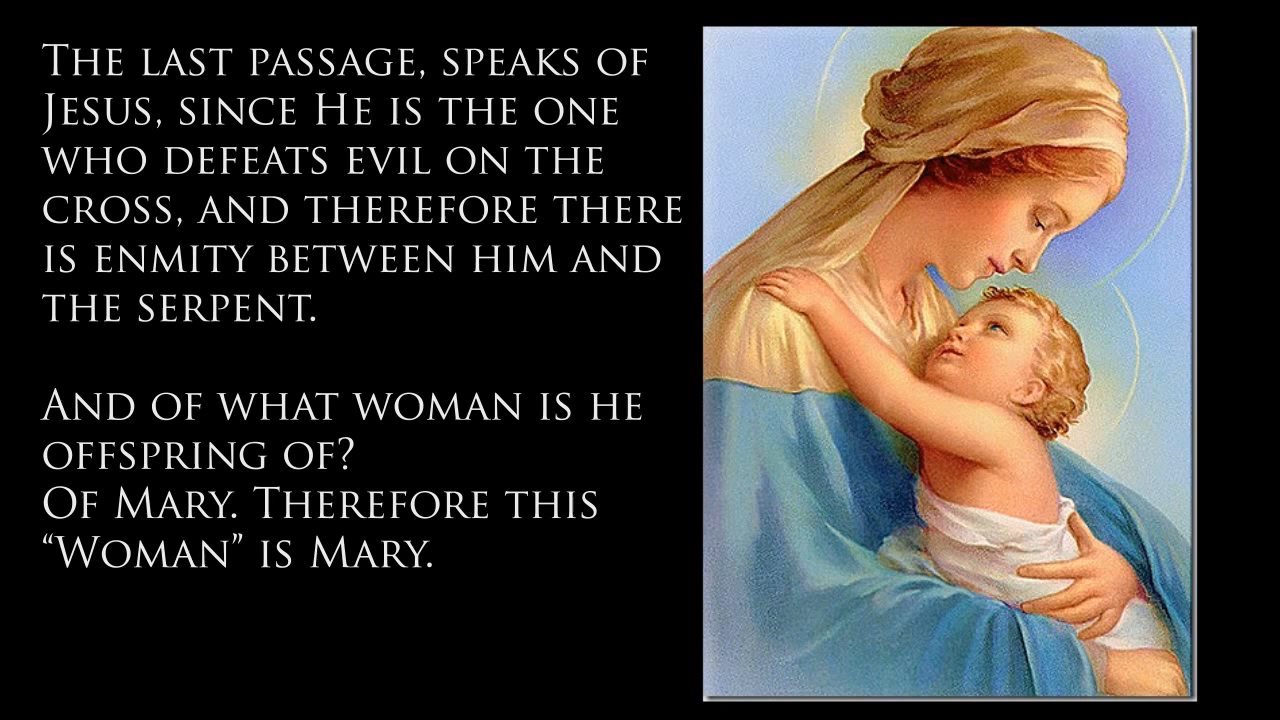 The last passage, speaks of
Jesus, since He is the one
who defeats evil on the
cross, and therefore there
is enmity between him and
the serpent.
And of what woman is he
offspring of?
Of Mary. Therefore this
“Woman” is Mary.